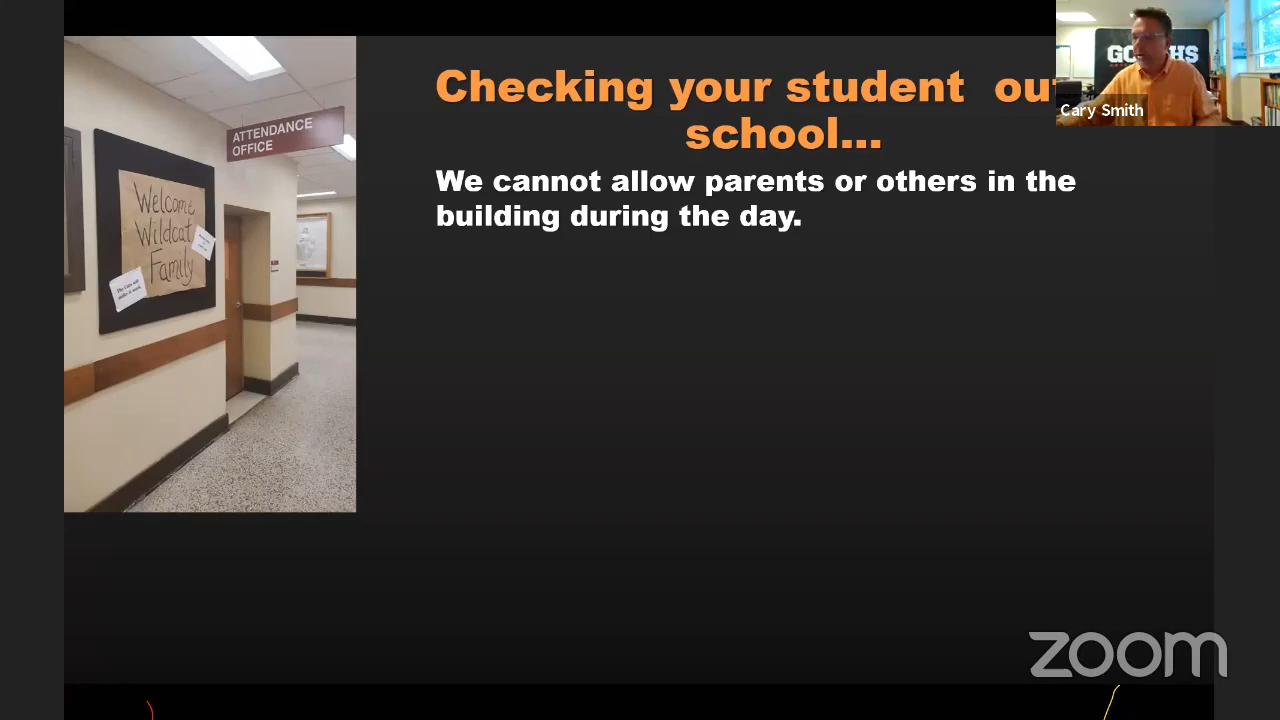 Checking your student ou
school...
We cannot allow parents or others in the
building during the day.
ATTENDANCE
OFFICE
Welcome
Wildcat
Family
Cary Smith
zoom